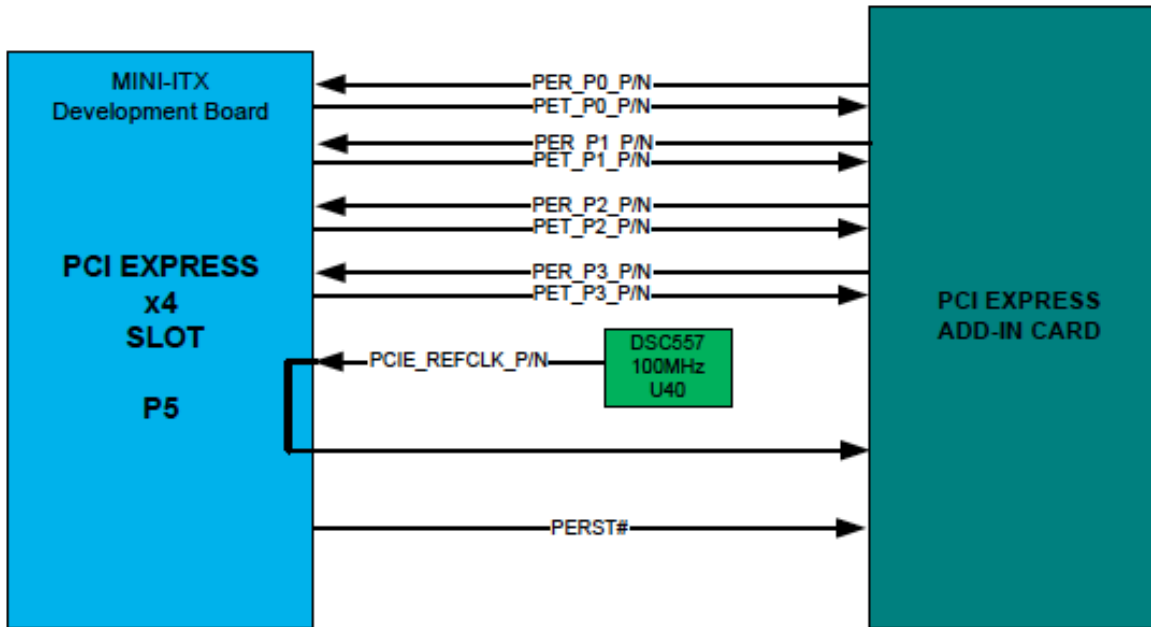 MINI-ITX
Development Board
PCI EXPRESS
x4
SLOT
P5
PER_P0_P/N
PET_P0_P/N
PER_P1_P/N
PET_P1_P/N
PER_P2_P/N
PET_P2_P/N
PER_P3_P/N
PET_P3_P/N
PCIE_REFCLK_P/N
DSC557
100MHz
U40
PERST#
PCI EXPRESS
ADD-IN CARD